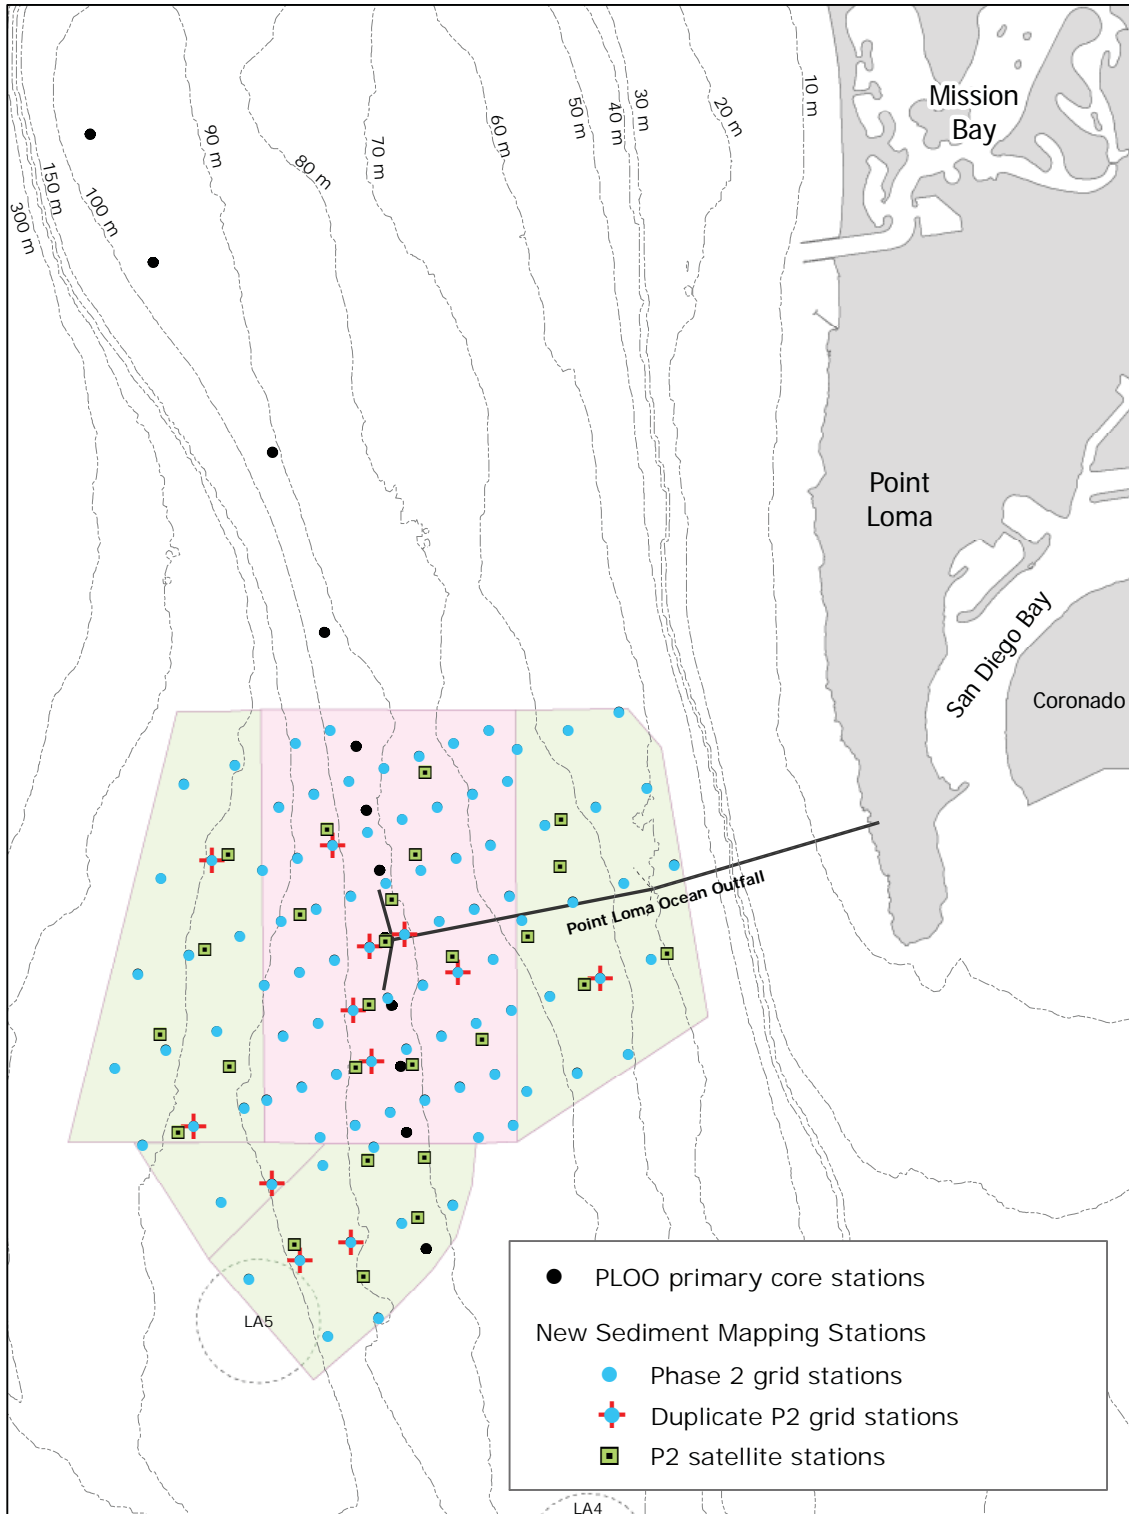 Mission
Bay
10 m
20 m
30 m
40 m
50 m
60 m
70 m
80 m
90 m
100 m
150 m
300 m
Point
Loma
San Diego Bay
Coronado
Point Loma Ocean Outfall
LA5
PLOO primary core stations
New Sediment Mapping Stations
Phase 2 grid stations
Duplicate P2 grid stations
P2 satellite stations
LA4